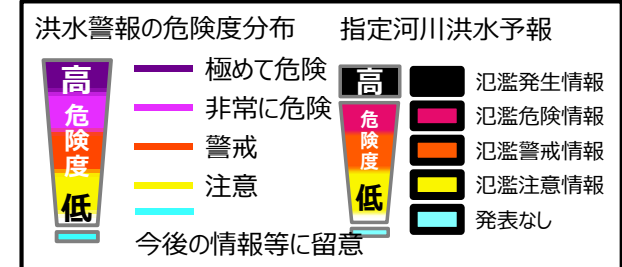 洪水警報の危険度分布
高
危険度
低
極めて危険
非常に危険
警戒
注意
今後の情報等に留意
指定河川洪水予報
高
危険度
低
氾濫発生情報
氾濫危険情報
氾濫警戒情報
氾濫注意情報
発表なし